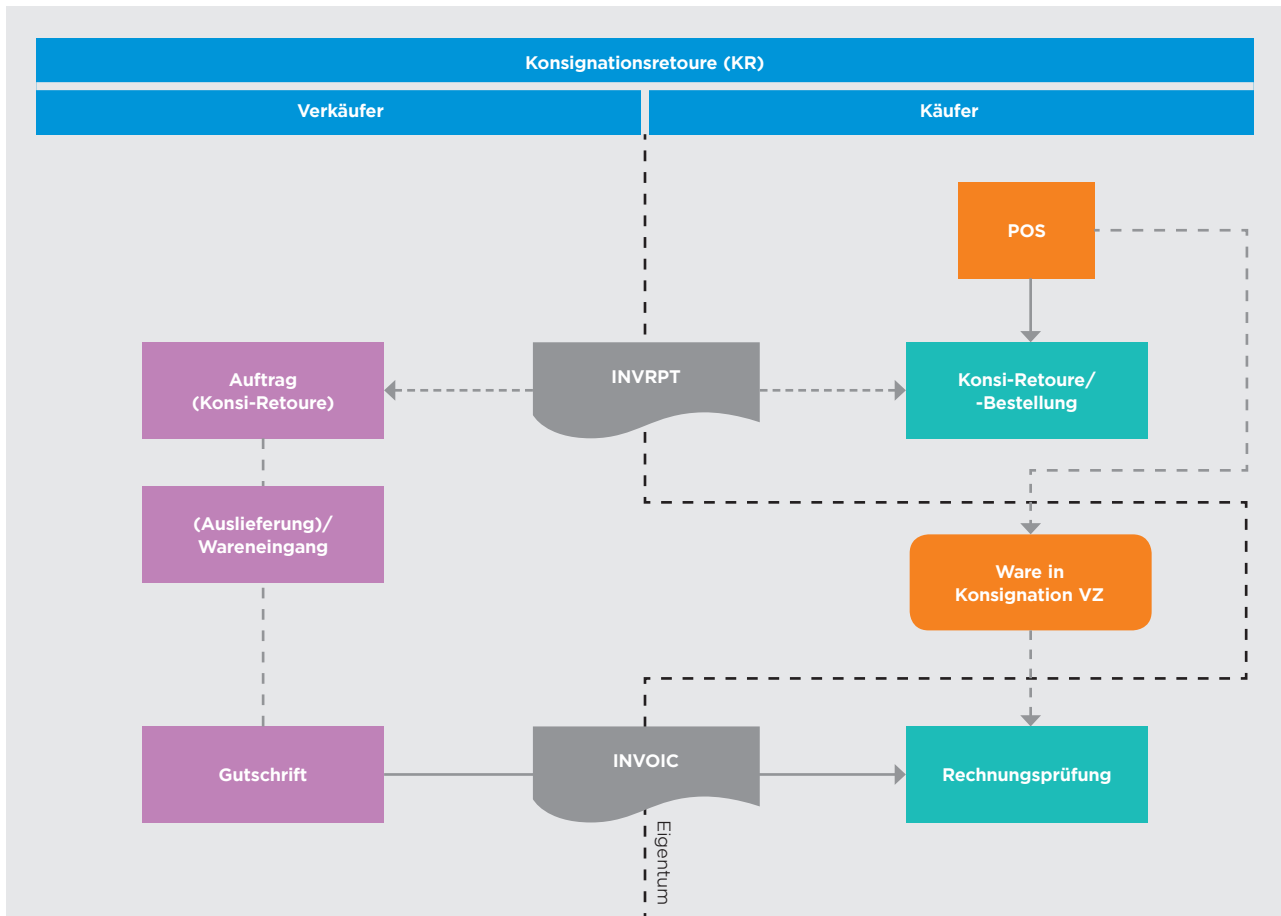 Konsignationsretoure (KR)
Verkäufer
Käufer
POS
Auftrag
(Konsi-Retoure)
INVRPT
Konsi-Retoure/
-Bestellung
(Auslieferung)/
Wareneingang
Ware in
Konsignation VZ
Gutschrift
INVOIC
Rechnungsprüfung
Eigentum